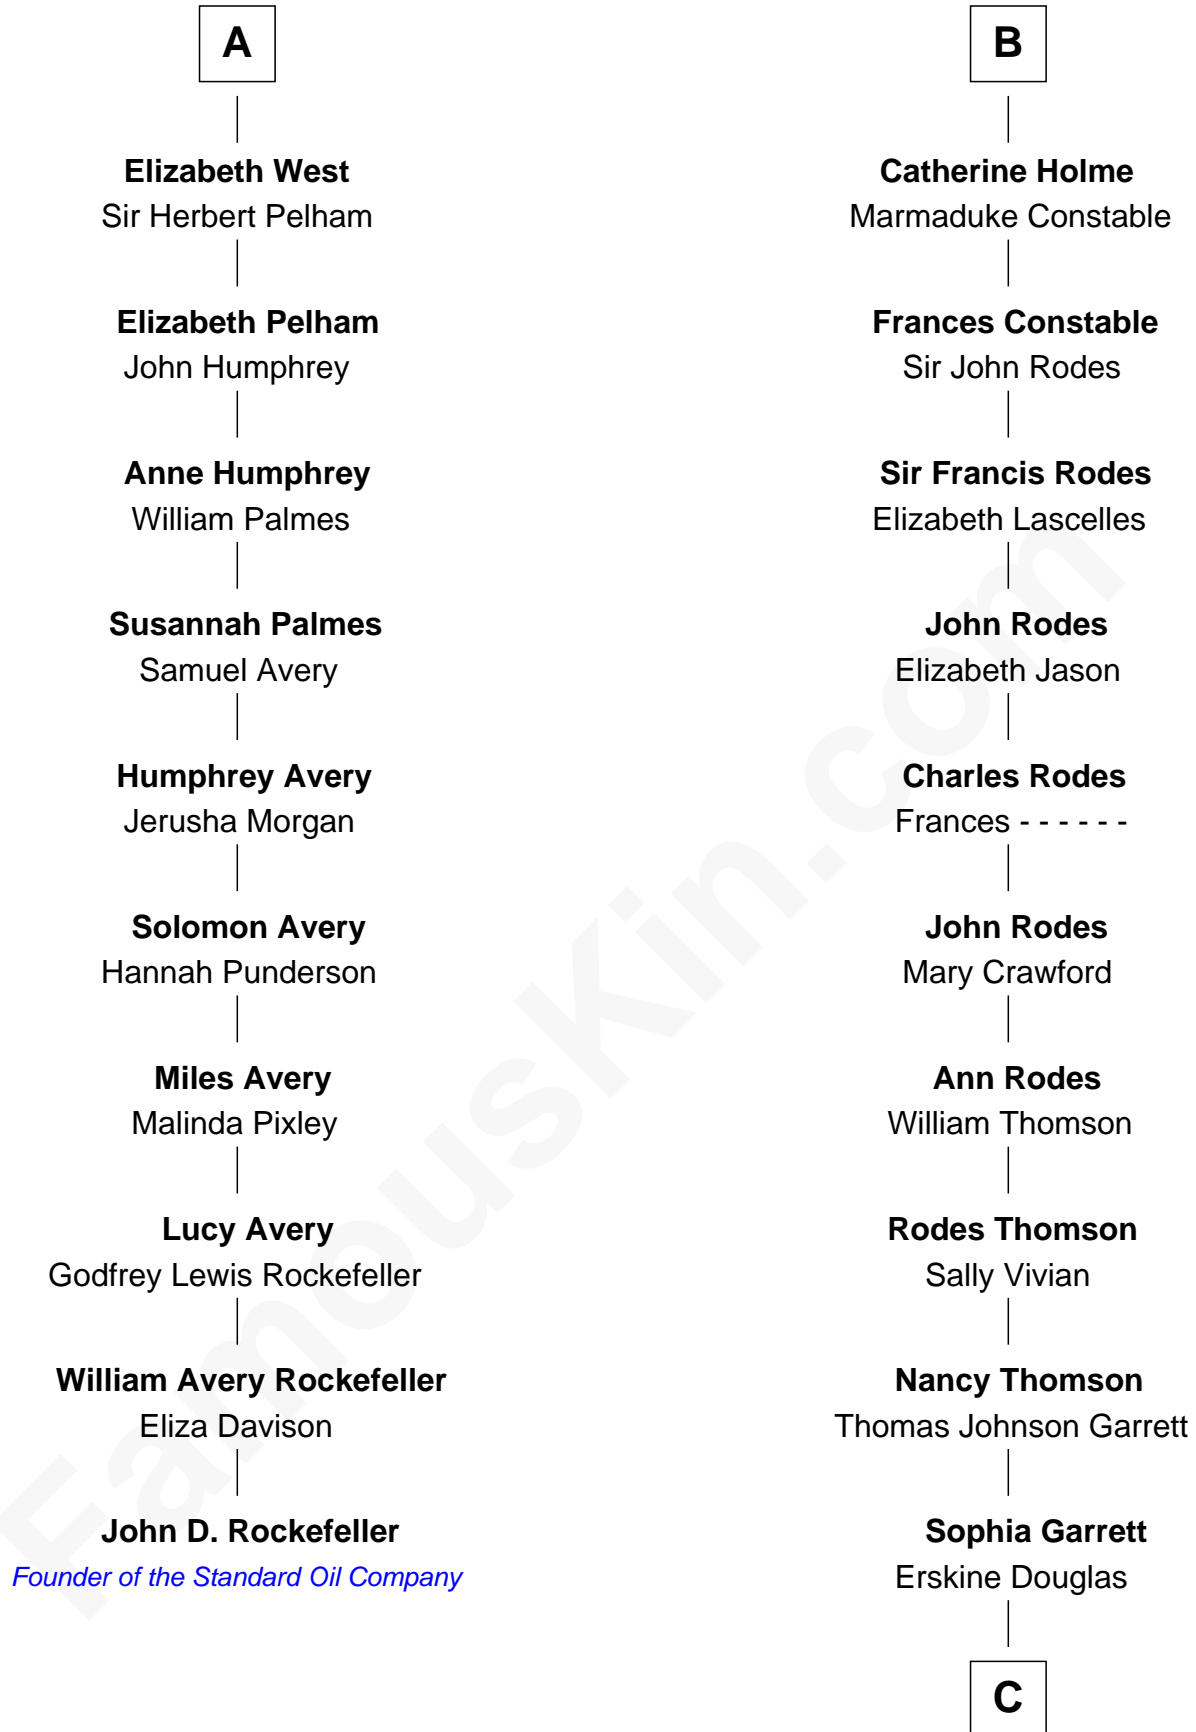 A
Elizabeth West
Sir Herbert Pelham
Elizabeth Pelham
John Humphrey
Anne Humphrey
William Palmes
Susannah Palmes
Samuel Avery
Humphrey Avery
Jerusha Morgan
Solomon Avery
Hannah Punderson
Miles Avery
Malinda Pixley
Lucy Avery
Godfrey Lewis Rockefeller
William Avery Rockefeller
Eliza Davison
John D. Rockefeller
Founder of the Standard Oil Company
B
Catherine Holme
Marmaduke Constable
Frances Constable
Sir John Rodes
Sir Francis Rodes
Elizabeth Lascelles
John Rodes
Elizabeth Jason
Charles Rodes
Frances - - - - - -
John Rodes
Mary Crawford
Ann Rodes
William Thomson
Rodes Thomson
Sally Vivian
Nancy Thomson
Thomas Johnson Garrett
Sophia Garrett
Erskine Douglas
C
FamousKin.com